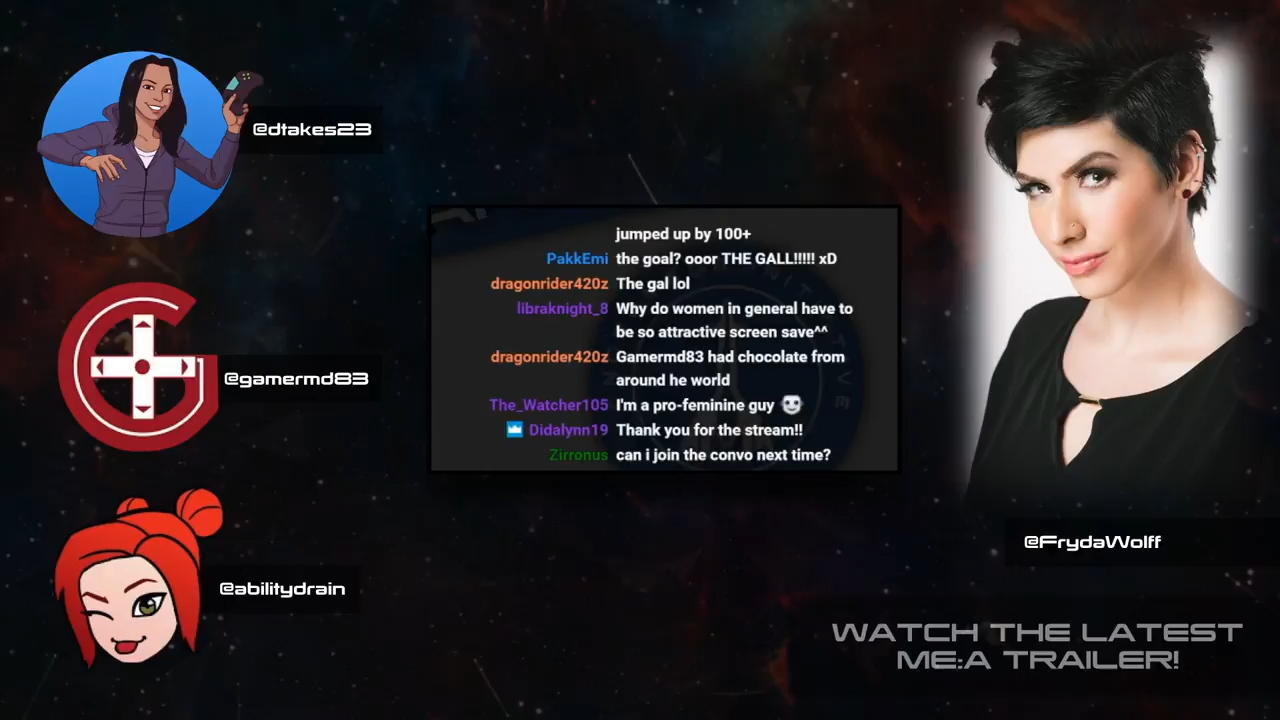 @dtakes23
@gamermd83
@abilitydrain
jumped up by 100+
PakkEmi the goal? ooor THE GALL!!!!! xD
dragonrider420z The gal lol
libraknight_8 Why do women in general have to
be so attractive screen save^^
dragonrider420z Gamermd83 had chocolate from
around he world
The_Watcher105 I'm a pro-feminine guy
Didalynn19 Thank you for the stream!!
Zirronus can i join the convo next time?
@FrydaWolff
WATCH THE LATEST
ME:A TRAILER!